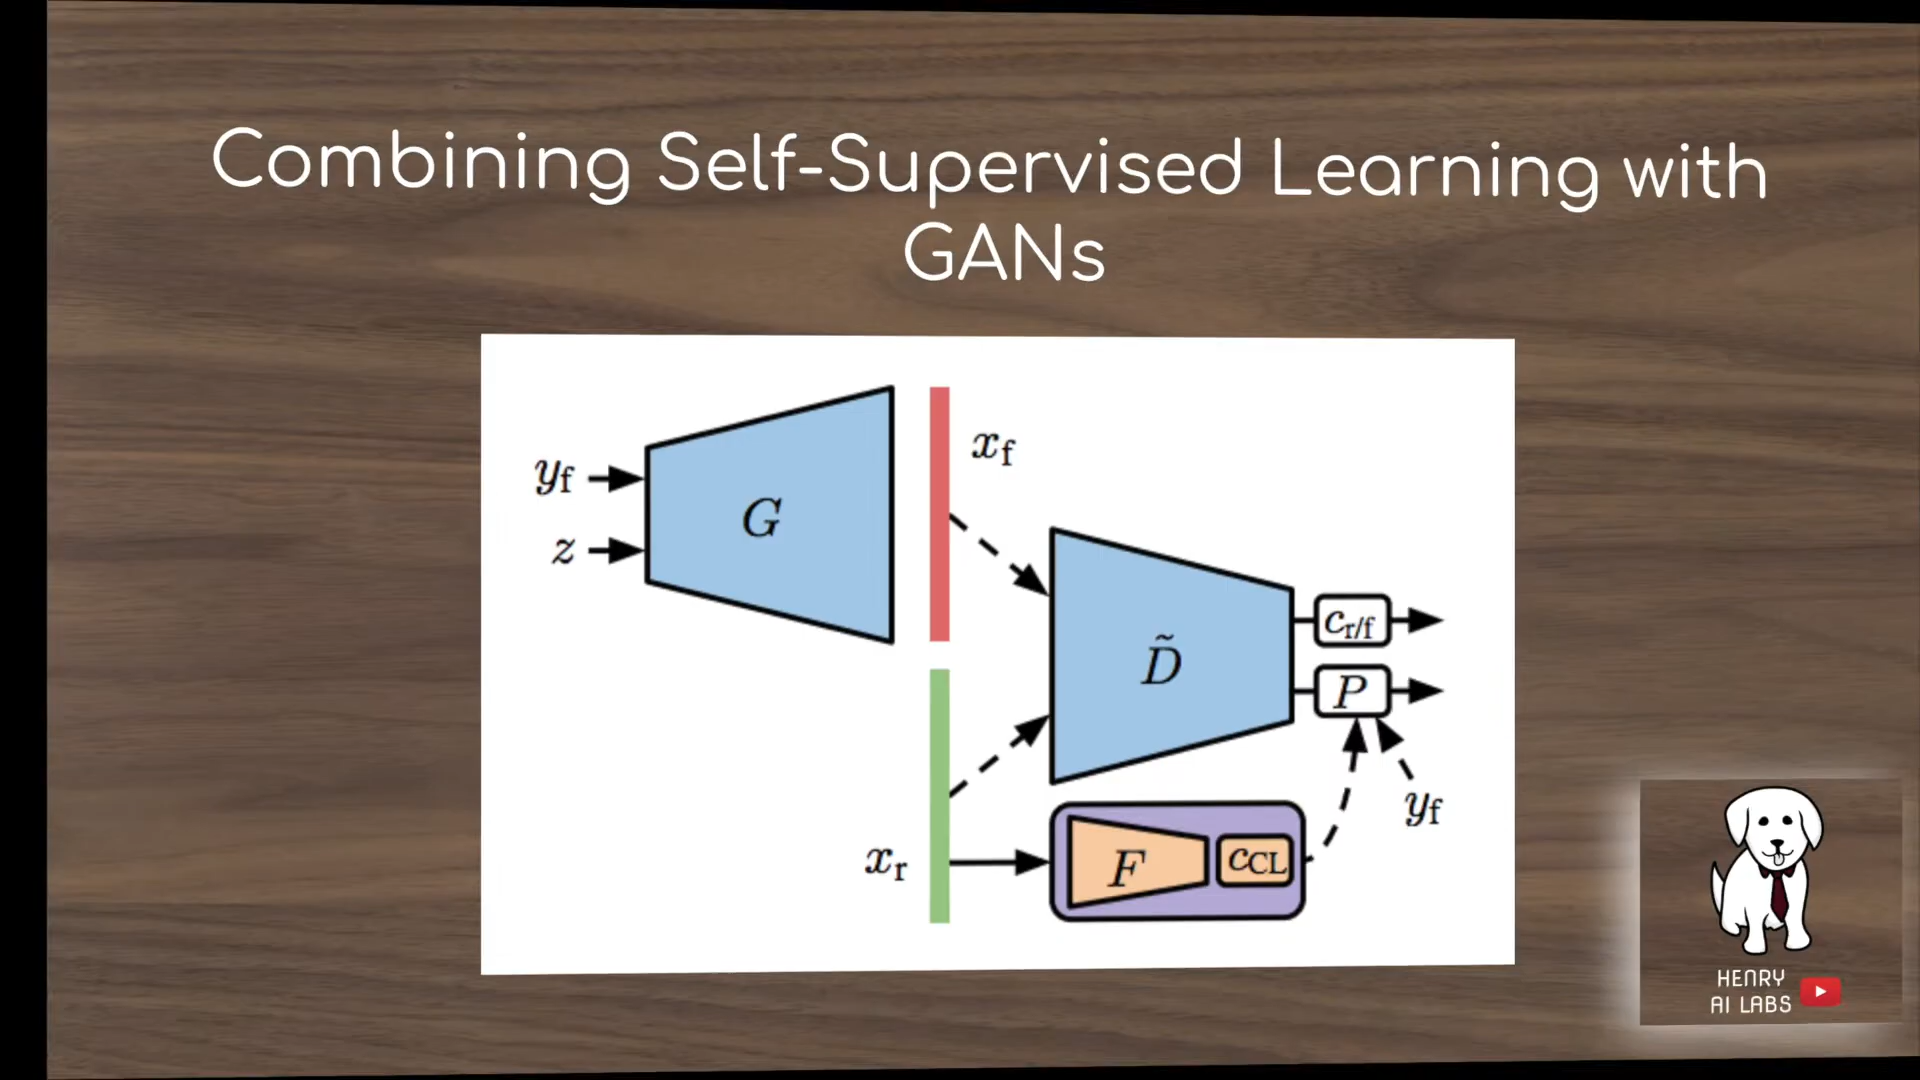 Combining Self-Supervised Learning with
GANs
y_f
z
G
x_f
D̃
c_r/f
P
y_f
x_r
F
c_CL
HENRY
AI LABS